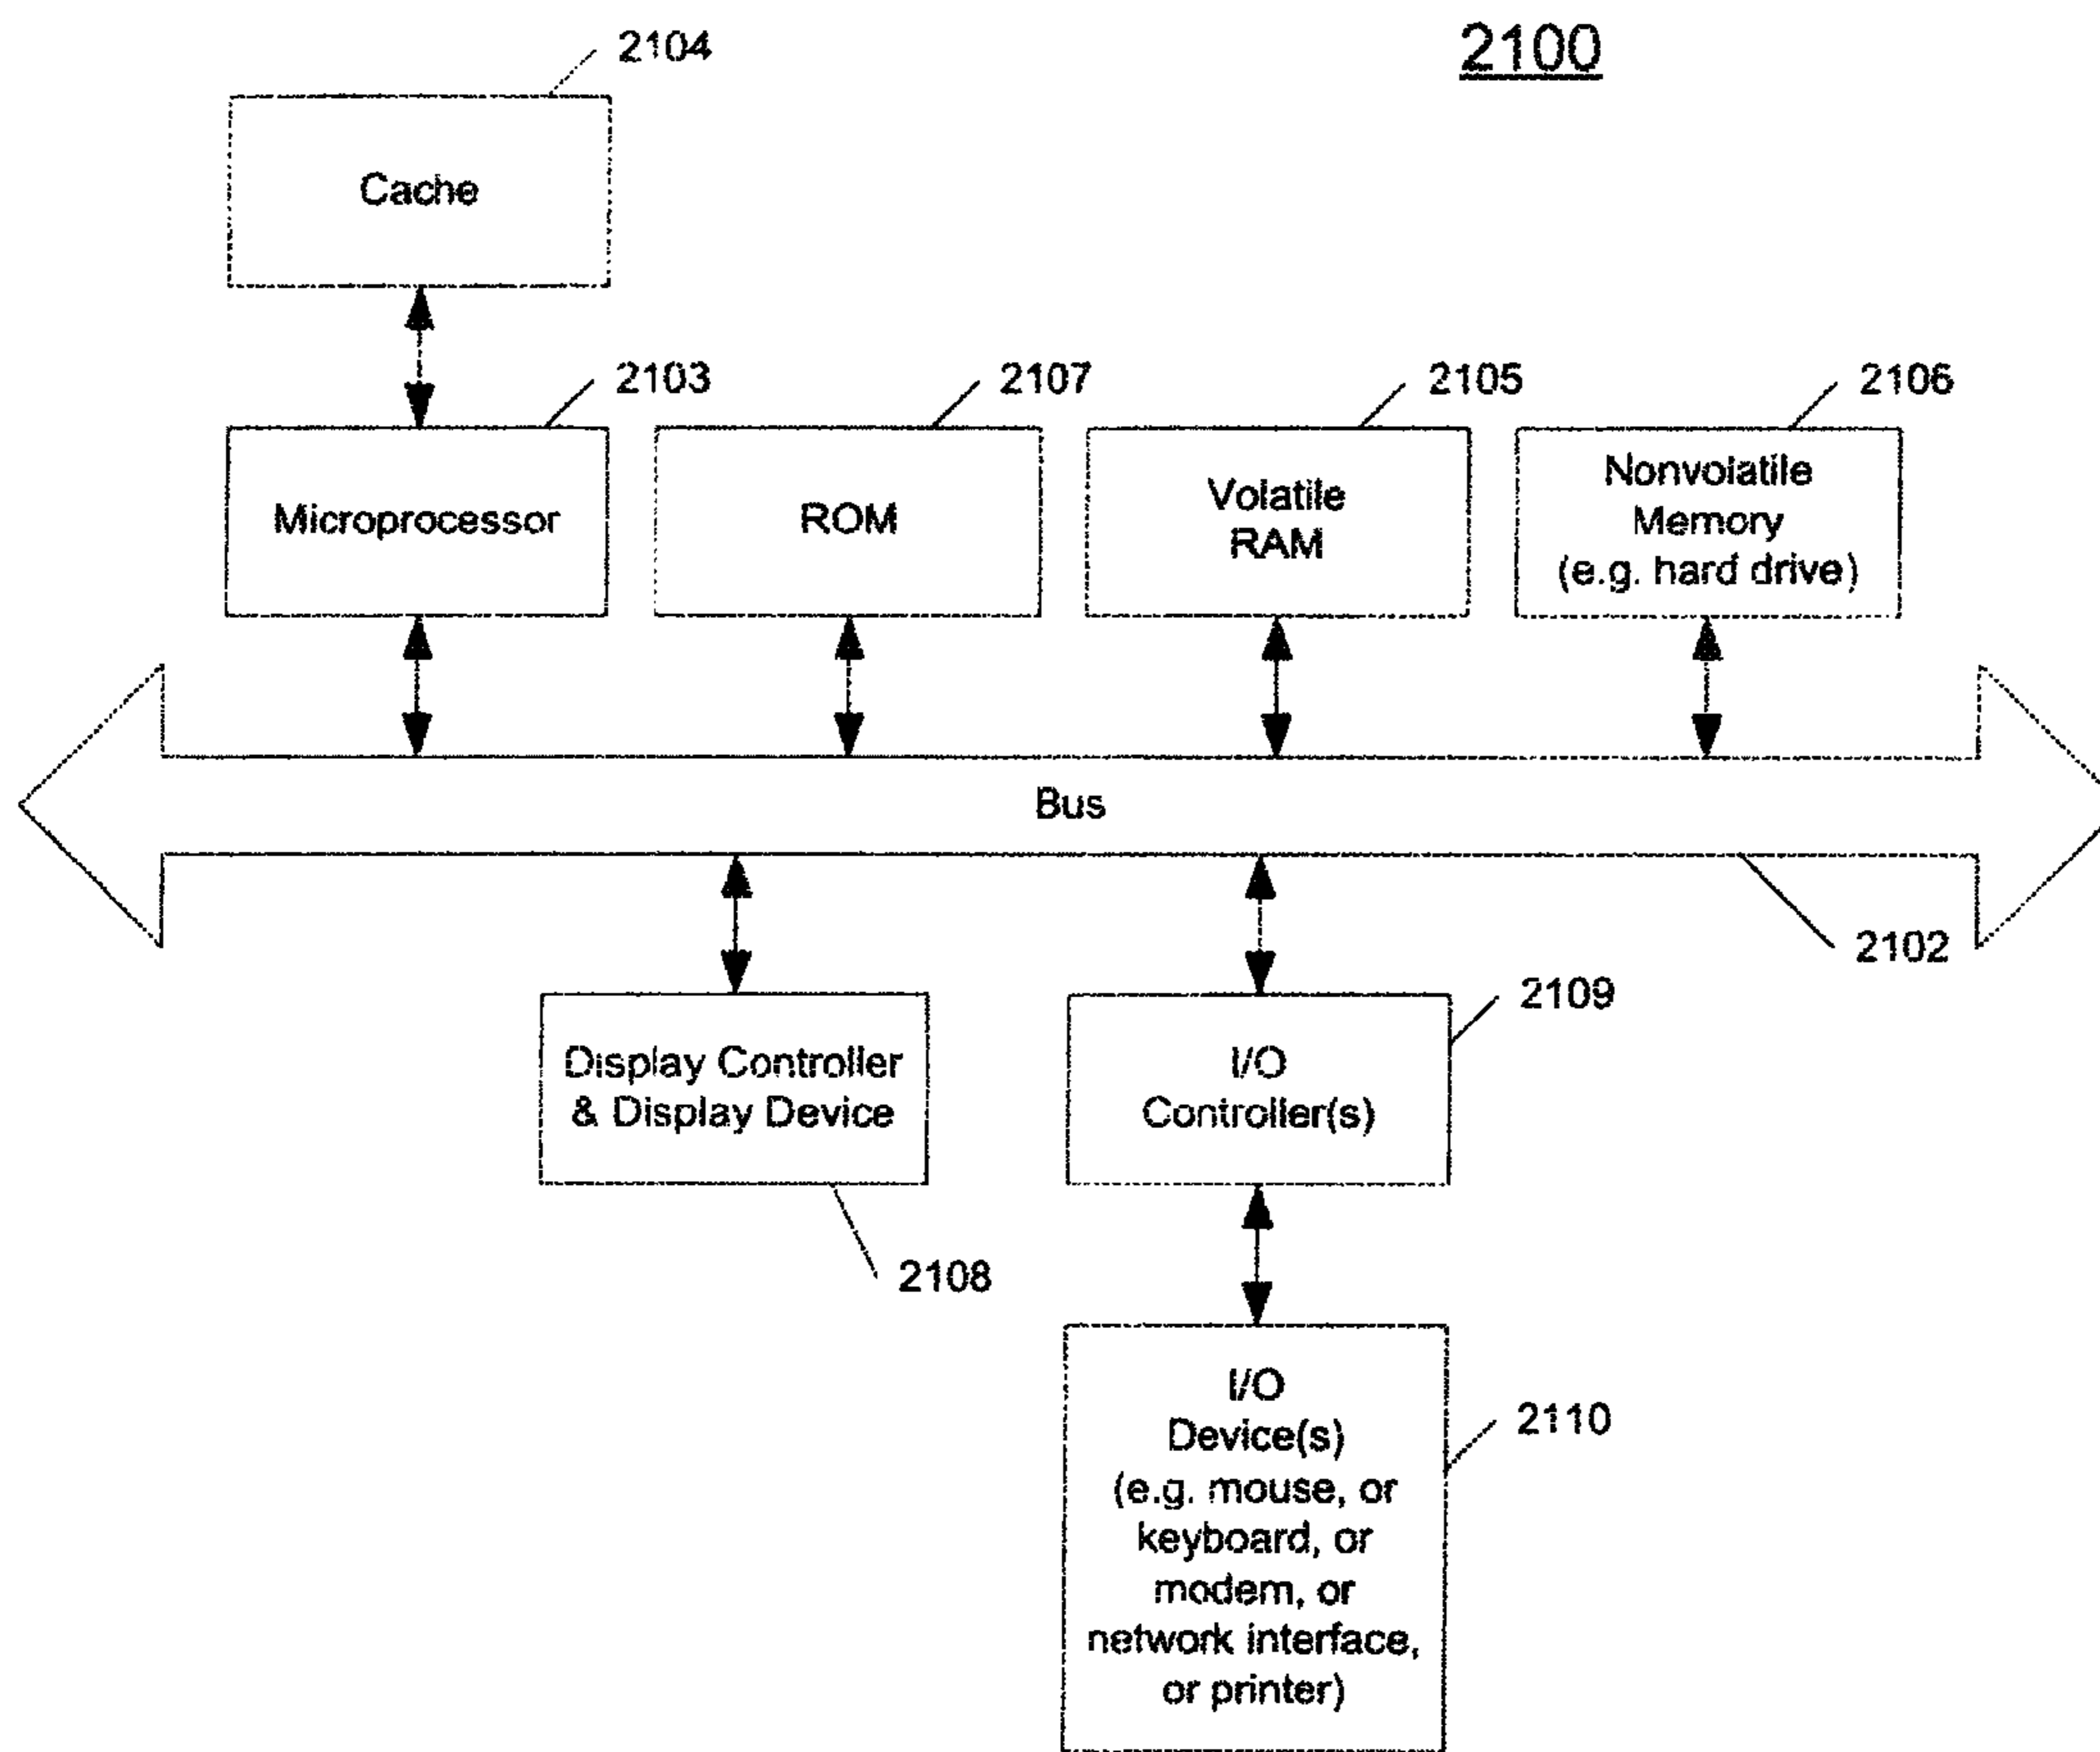 2100
2104
Cache
2103
2107
2105
2106
Microprocessor
ROM
Volatile
RAM
Nonvolatile
Memory
(e.g. hard drive)
Bus
2102
Display Controller
& Display Device
2108
2109
I/O
Controller(s)
I/O
Device(s)
(e.g. mouse, or
keyboard, or
modem, or
network interface,
or printer)
2110